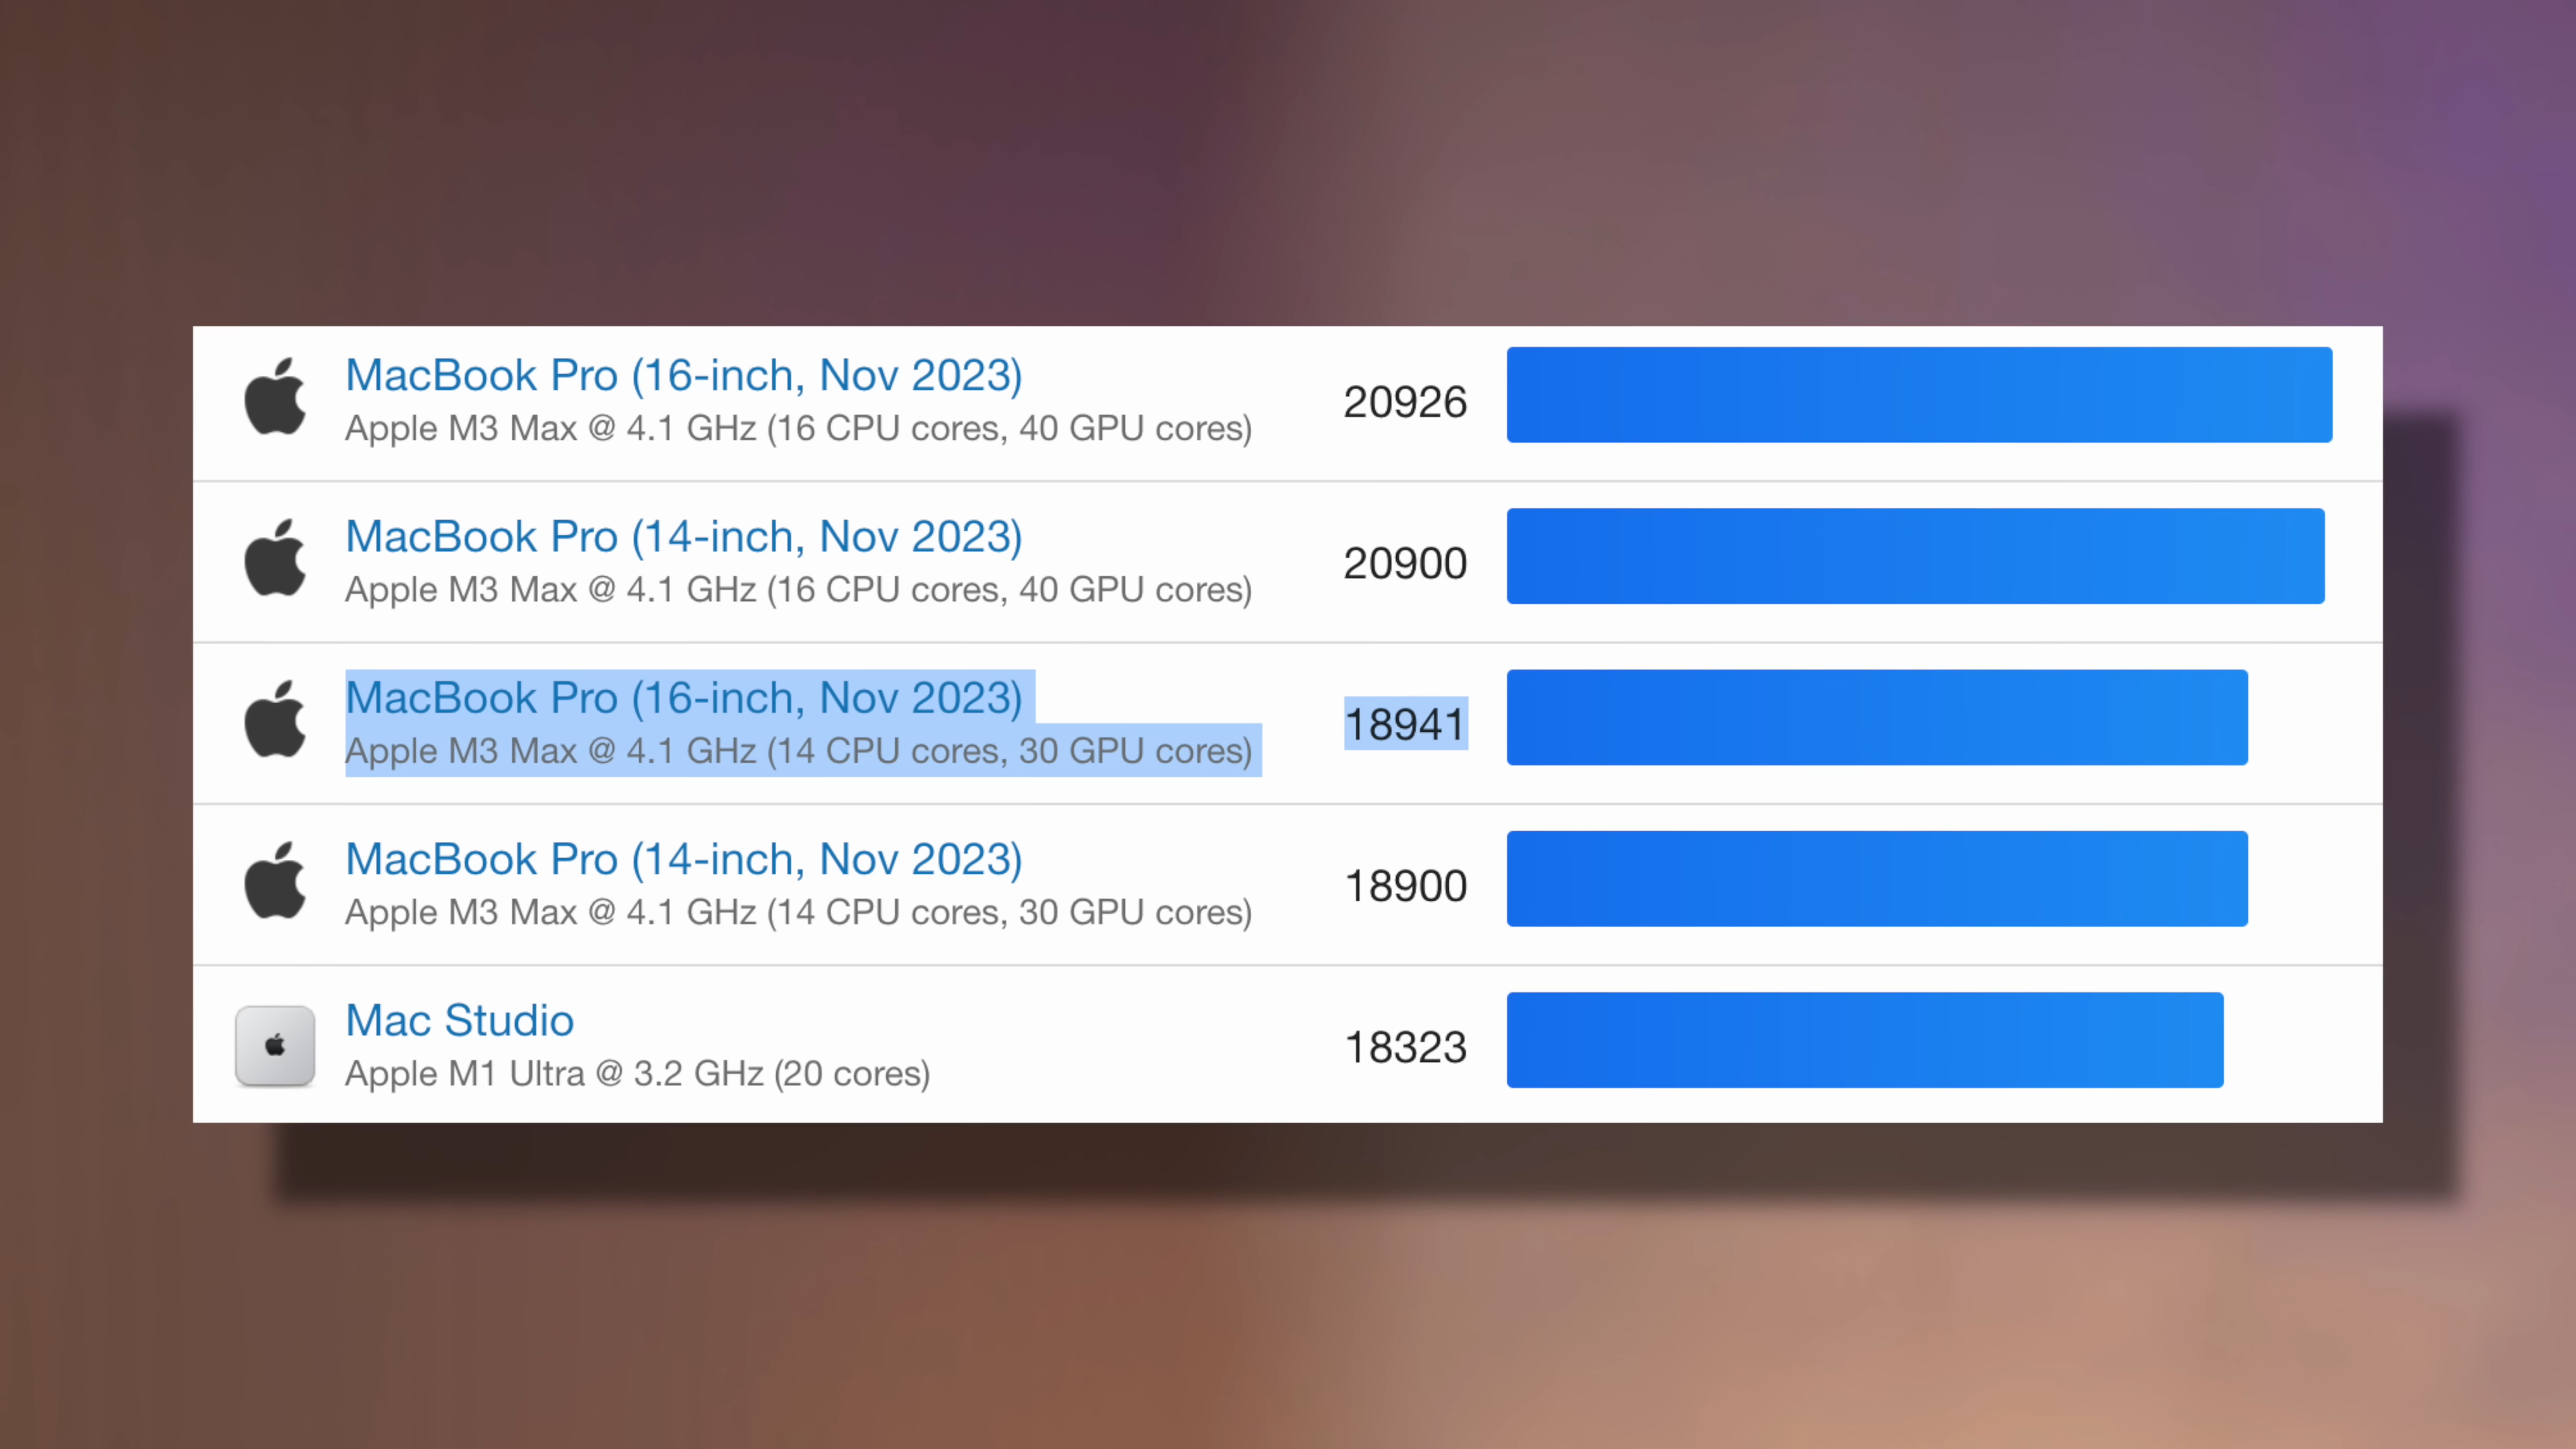 MacBook Pro (16-inch, Nov 2023)
Apple M3 Max @ 4.1 GHz (16 CPU cores, 40 GPU cores)
20926
MacBook Pro (14-inch, Nov 2023)
Apple M3 Max @ 4.1 GHz (16 CPU cores, 40 GPU cores)
20900
MacBook Pro (16-inch, Nov 2023)
Apple M3 Max @ 4.1 GHz (14 CPU cores, 30 GPU cores)
18941
MacBook Pro (14-inch, Nov 2023)
Apple M3 Max @ 4.1 GHz (14 CPU cores, 30 GPU cores)
18900
Mac Studio
Apple M1 Ultra @ 3.2 GHz (20 cores)
18323